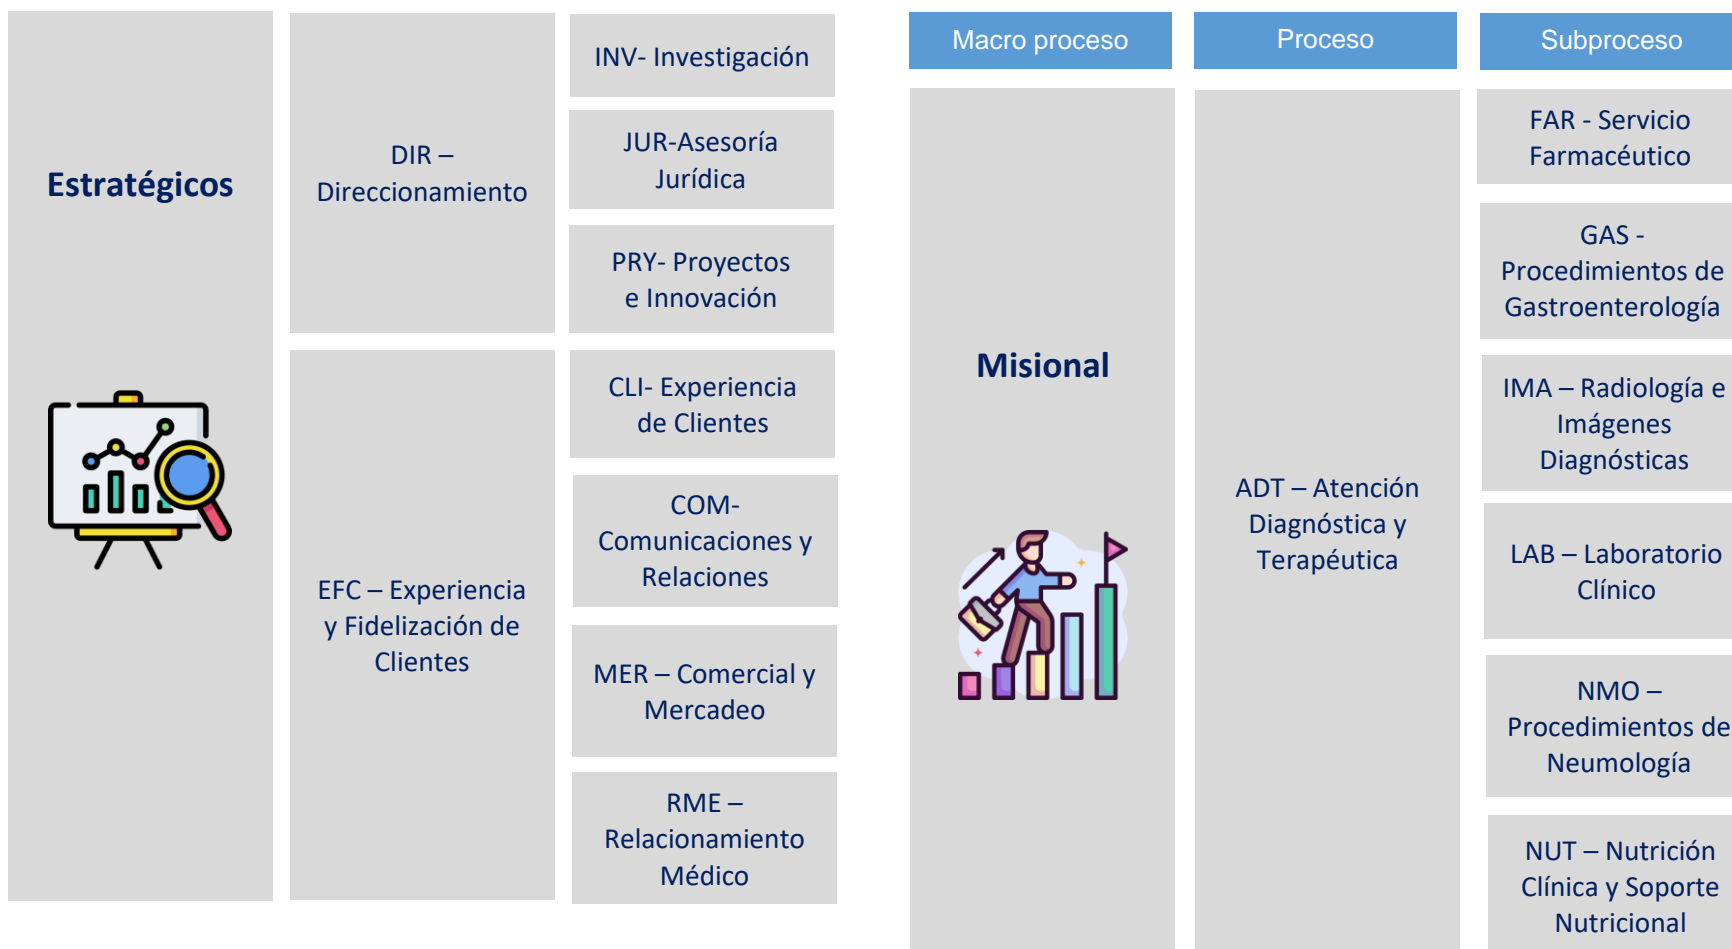 Estratégicos
DIR –
Direccionamiento
INV- Investigación
JUR-Asesoría
Jurídica
PRY- Proyectos
e Innovación
EFC – Experiencia
y Fidelización de
Clientes
CLI- Experiencia
de Clientes
COM-
Comunicaciones y
Relaciones
MER – Comercial y
Mercadeo
RME –
Relacionamiento
Médico
Macro proceso
Proceso
Subproceso
Misional
ADT – Atención
Diagnóstica y
Terapéutica
FAR - Servicio
Farmacéutico
GAS -
Procedimientos de
Gastroenterología
IMA – Radiología e
Imágenes
Diagnósticas
LAB – Laboratorio
Clínico
NMO –
Procedimientos de
Neumología
NUT – Nutrición
Clínica y Soporte
Nutricional